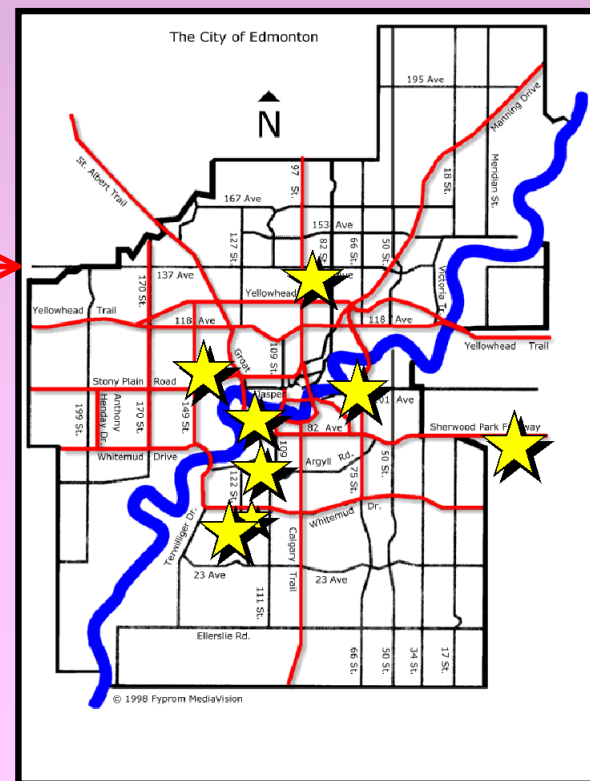 The City of Edmonton
195 Ave
Manning Drive
N
St. Albert Trail
97 St.
18 St.
Meridian St.
167 Ave
153 Ave
127 St.
82 St.
66 St.
50 St.
137 Ave
170 St.
Victoria Tr.
Yellowhead Trail
Yellowhead
118 Ave
118 Ave
Yellowhead Trail
Groat
109 St.
Stony Plain Road
Jasper
199 St.
Anthony Henday Dr.
170 St.
149 St.
82 Ave
Sherwood Park
Whitemud Drive
109
Argyll Rd.
50 St.
122 St.
75 St.
Terwilliger Dr.
Whitemud Dr.
Calgary Trail
23 Ave
23 Ave
111 St.
Ellerslie Rd.
66 St.
50 St.
34 St.
17 St.
© 1998 Fyprom MediaVision